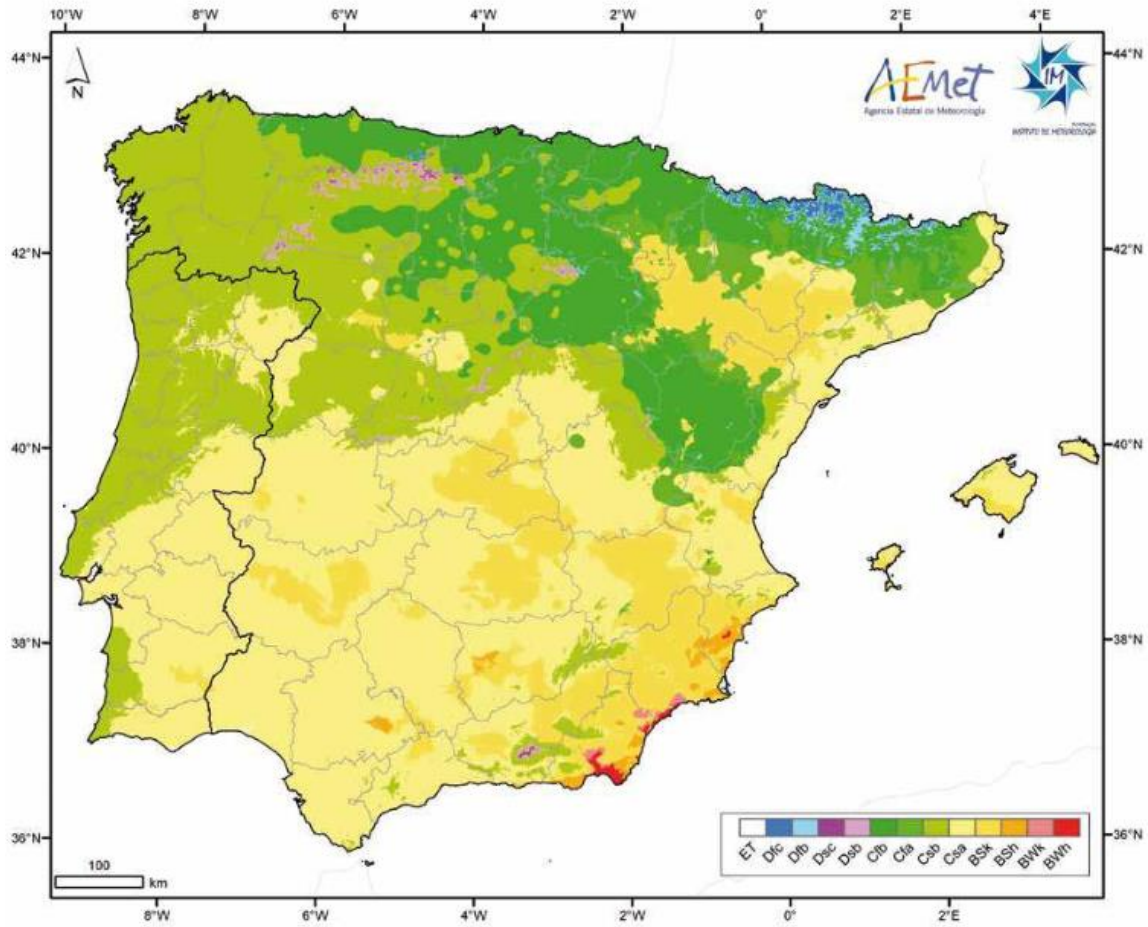 10°W 8°W 6°W 4°W 2°W 0° 2°E 4°E
44°N 44°N
N
AEMet
Agencia Estatal de Meteorología
IM
INSTITUTO DE METEOROLOGIA
42°N 42°N
40°N 40°N
38°N 38°N
36°N 36°N
ET Dfc Dfb Dsc Dsb Cfb Cfa Csb Csa BSk BSh BWk BWh
100
km
8°W 6°W 4°W 2°W 0° 2°E